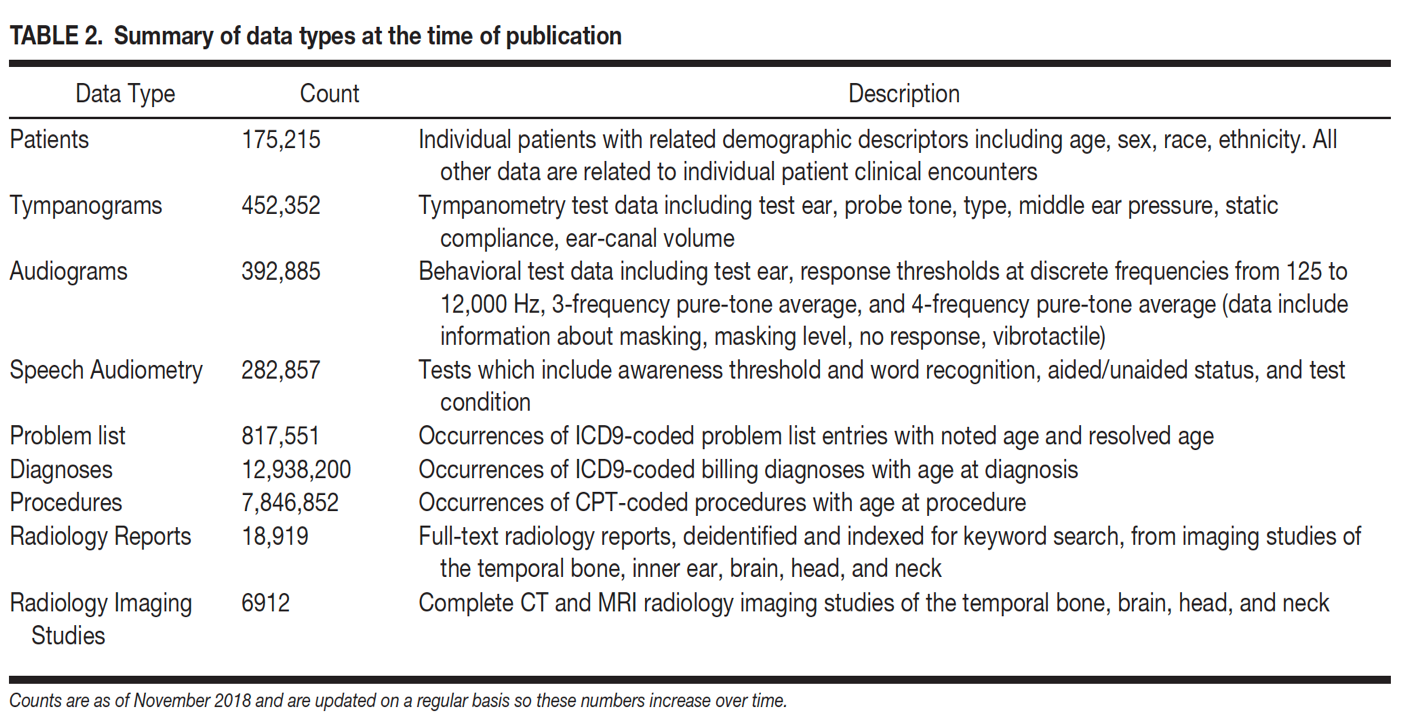 TABLE 2. Summary of data types at the time of publication
Data Type Count Description
Patients 175,215 Individual patients with related demographic descriptors including age, sex, race, ethnicity. All
other data are related to individual patient clinical encounters
Tympanograms 452,352 Tympanometry test data including test ear, probe tone, type, middle ear pressure, static
compliance, ear-canal volume
Audiograms 392,885 Behavioral test data including test ear, response thresholds at discrete frequencies from 125 to
12,000 Hz, 3-frequency pure-tone average, and 4-frequency pure-tone average (data include
information about masking, masking level, no response, vibrotactile)
Speech Audiometry 282,857 Tests which include awareness threshold and word recognition, aided/unaided status, and test
condition
Problem list 817,551 Occurrences of ICD9-coded problem list entries with noted age and resolved age
Diagnoses 12,938,200 Occurrences of ICD9-coded billing diagnoses with age at diagnosis
Procedures 7,846,852 Occurrences of CPT-coded procedures with age at procedure
Radiology Reports 18,919 Full-text radiology reports, deidentified and indexed for keyword search, from imaging studies of
the temporal bone, inner ear, brain, head, and neck
Radiology Imaging 6912 Complete CT and MRI radiology imaging studies of the temporal bone, brain, head, and neck
Studies
Counts are as of November 2018 and are updated on a regular basis so these numbers increase over time.